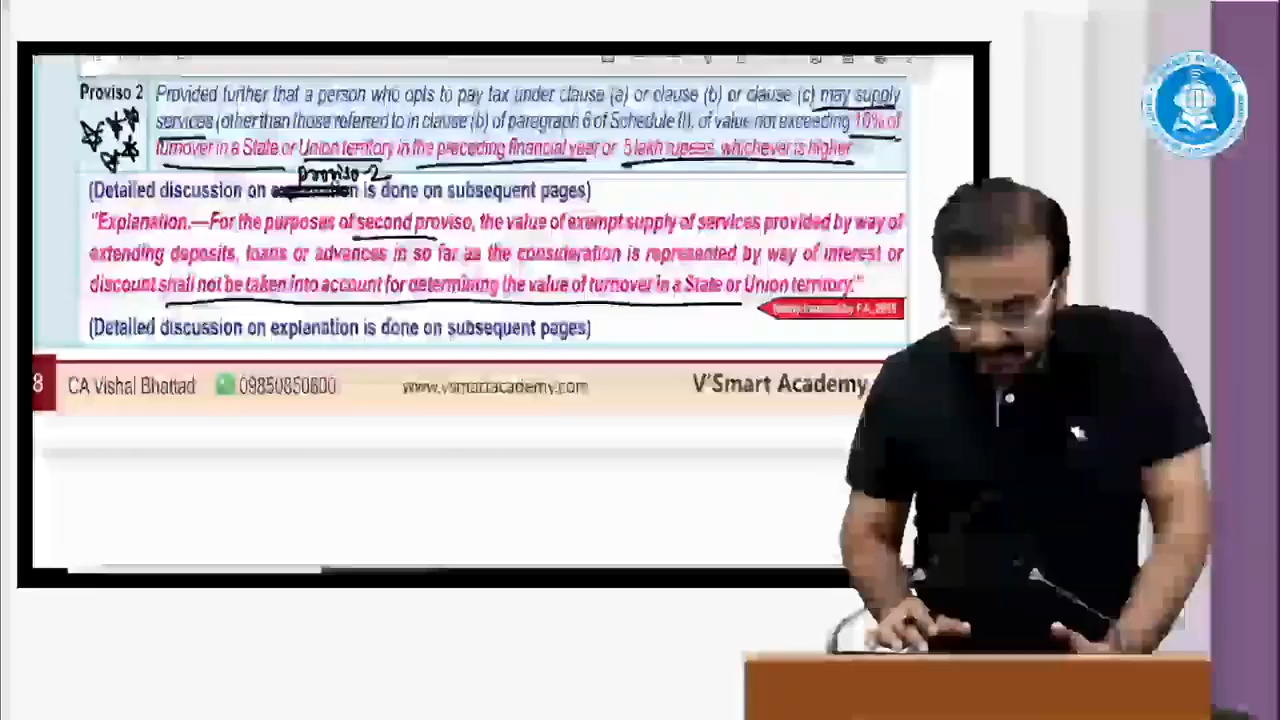 Proviso 2 Provided further that a person who opts to pay tax under clause (a) or clause (b) or clause (c) may supply
services (other than those referred to in clause (b) of paragraph 6 of Schedule II), of value not exceeding 10% of
turnover in a State or Union territory in the preceding financial year or 5 lakh rupees, whichever is higher
proviso-2
(Detailed discussion on is done on subsequent pages)
"Explanation.—For the purposes of second proviso, the value of exempt supply of services provided by way of
extending deposits, loans or advances in so far as the consideration is represented by way of interest or
discount shall not be taken into account for determining the value of turnover in a State or Union territory."
(Detailed discussion on explanation is done on subsequent pages)
8 CA Vishal Bhattad 09850850800 www.vsmartacademy.com V'Smart Academy